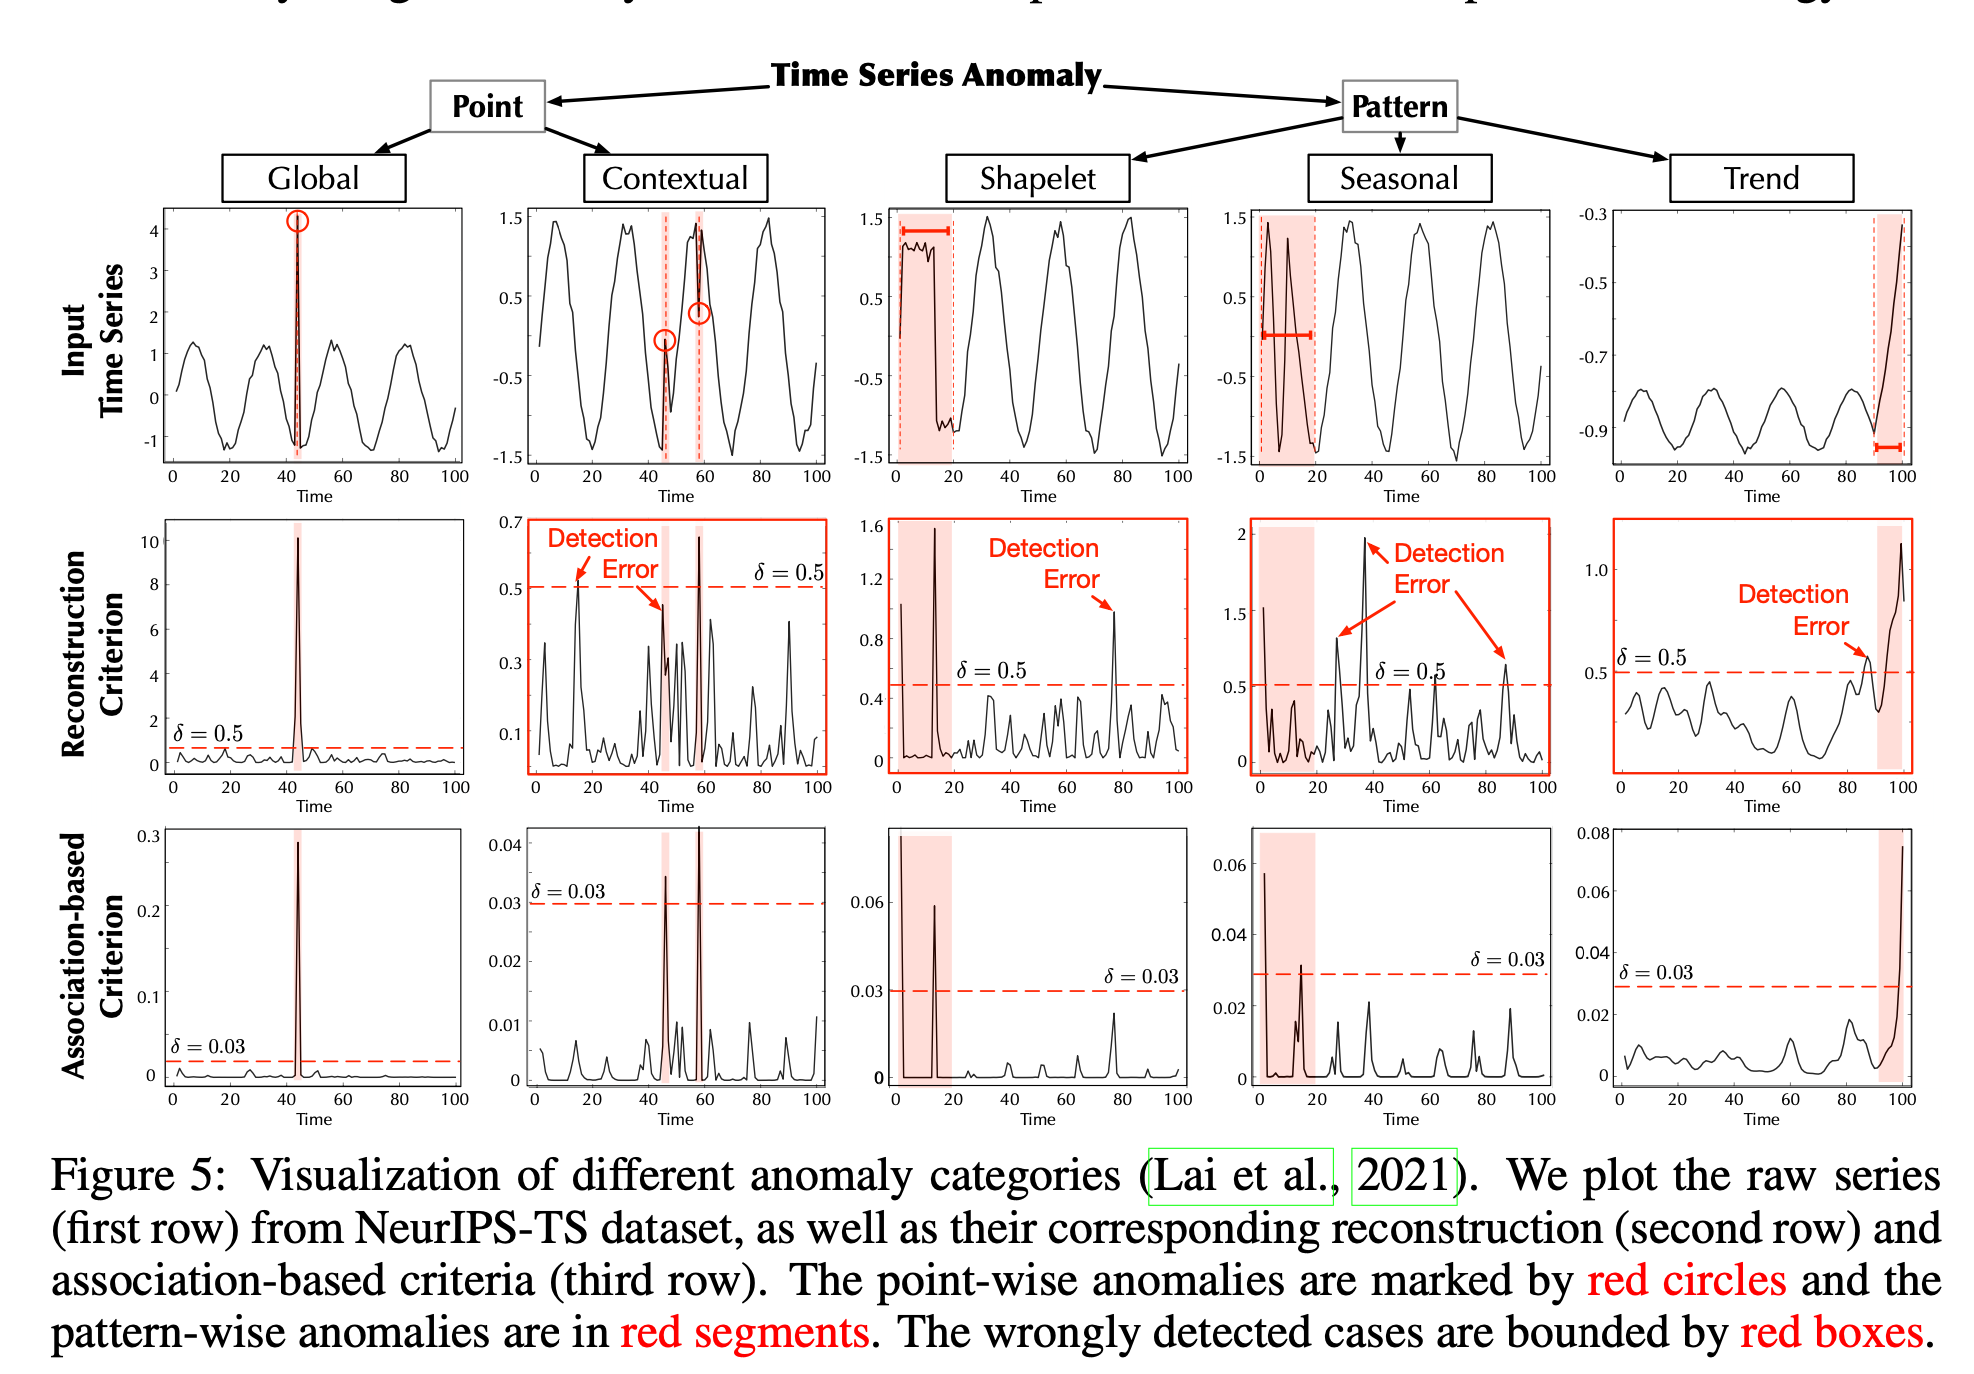 Time Series Anomaly
Point
Pattern
Global
Contextual
Shapelet
Seasonal
Trend
Input
Time Series
4
3
2
1
0
-1
0 20 40 60 80 100
Time
1.5
0.5
-0.5
-1.5
0 20 40 60 80 100
Time
1.5
0.5
-0.5
-1.5
0 20 40 60 80 100
Time
1.5
0.5
-0.5
-1.5
0 20 40 60 80 100
Time
-0.3
-0.5
-0.7
-0.9
0 20 40 60 80 100
Time
Reconstruction
Criterion
10
8
6
4
2
0
δ = 0.5
0 20 40 60 80 100
Time
0.7
0.5
0.3
0.1
Detection
Error
δ = 0.5
0 20 40 60 80 100
Time
1.6
1.2
0.8
0.4
0
Detection
Error
δ = 0.5
0 20 40 60 80 100
Time
2
1.5
0.5
0
Detection
Error
δ = 0.5
0 20 40 60 80 100
Time
1.0
0.5
Detection
Error
δ = 0.5
0 20 40 60 80 100
Time
Association-based
Criterion
0.3
0.2
0.1
0
δ = 0.03
0 20 40 60 80 100
Time
0.04
0.03
0.02
0.01
0
δ = 0.03
0 20 40 60 80 100
Time
0.06
0.03
0
δ = 0.03
0 20 40 60 80 100
Time
0.06
0.04
0.02
0
δ = 0.03
0 20 40 60 80 100
Time
0.08
0.06
0.04
0.02
0
δ = 0.03
0 20 40 60 80 100
Time
Figure 5: Visualization of different anomaly categories (Lai et al., 2021). We plot the raw series
(first row) from NeurIPS-TS dataset, as well as their corresponding reconstruction (second row) and
association-based criteria (third row). The point-wise anomalies are marked by red circles and the
pattern-wise anomalies are in red segments. The wrongly detected cases are bounded by red boxes.